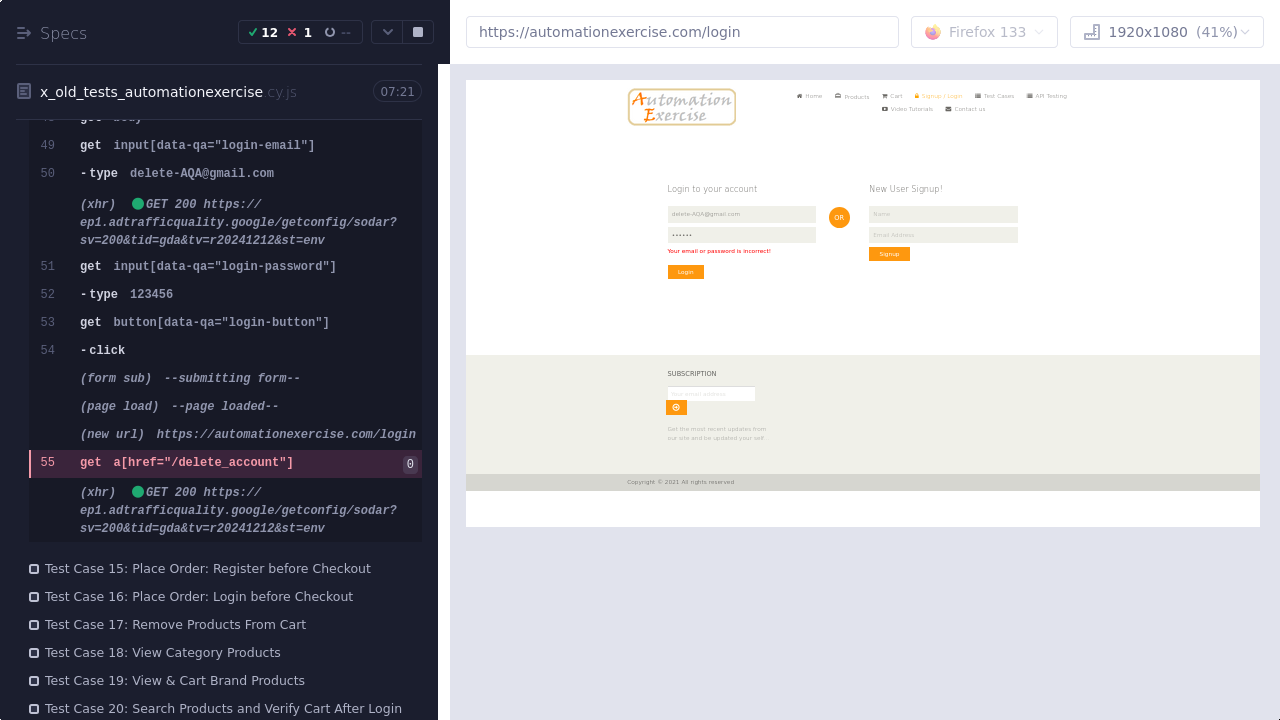 Specs
12
1
--
x_old_tests_automationexercise cy.js
07:21
49 get input[data-qa="login-email"]
50 -type delete-AQA@gmail.com
(xhr) GET 200 https://
ep1.adtrafficquality.google/getconfig/sodar?
sv=200&tid=gda&tv=r20241212&st=env
51 get input[data-qa="login-password"]
52 -type 123456
53 get button[data-qa="login-button"]
54 -click
(form sub) --submitting form--
(page load) --page loaded--
(new url) https://automationexercise.com/login
55 get a[href="/delete_account"] 0
(xhr) GET 200 https://
ep1.adtrafficquality.google/getconfig/sodar?
sv=200&tid=gda&tv=r20241212&st=env
Test Case 15: Place Order: Register before Checkout
Test Case 16: Place Order: Login before Checkout
Test Case 17: Remove Products From Cart
Test Case 18: View Category Products
Test Case 19: View & Cart Brand Products
Test Case 20: Search Products and Verify Cart After Login
https://automationexercise.com/login
Firefox 133
1920x1080 (41%)
Automation
Exercise
Home Products Cart Signup / Login Test Cases API Testing
Video Tutorials Contact us
Login to your account
delete-AQA@gmail.com
••••••
Your email or password is incorrect!
Login
OR
New User Signup!
Name
Email Address
Signup
SUBSCRIPTION
Your email address
Get the most recent updates from
our site and be updated your self
Copyright © 2021 All rights reserved